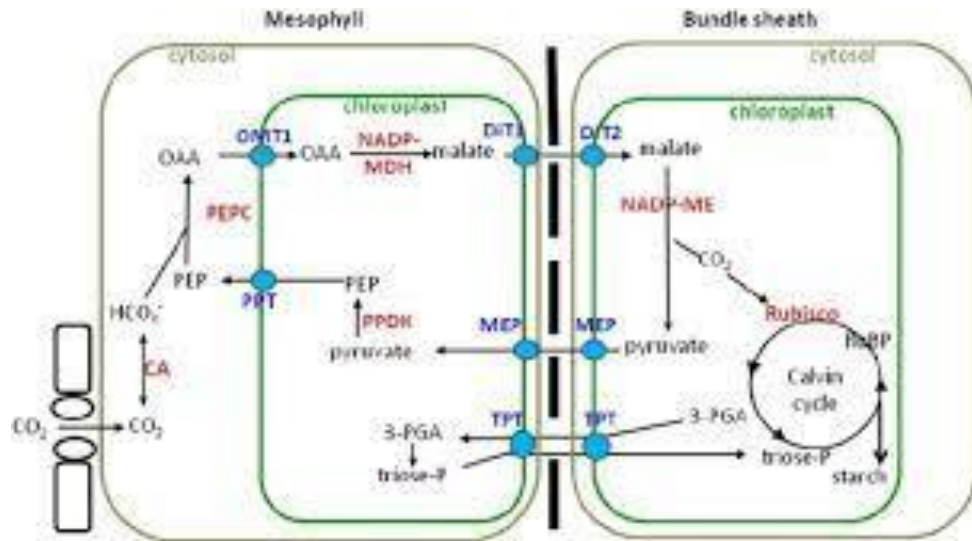 Mesophyll
Bundle sheath
cytosol
cytosol
chloroplast
chloroplast
OMT1
NADP-
MDH
DiT1
DiT2
OAA
OAA
malate
malate
PEPC
NADP-ME
PEP
PEP
CO₂
PPT
HCO₃⁻
PPDK
MEP
MEP
Rubisco
RuBP
pyruvate
pyruvate
CA
Calvin
cycle
TPT
TPT
CO₂
CO₂
3-PGA
3-PGA
triose-P
triose-P
starch